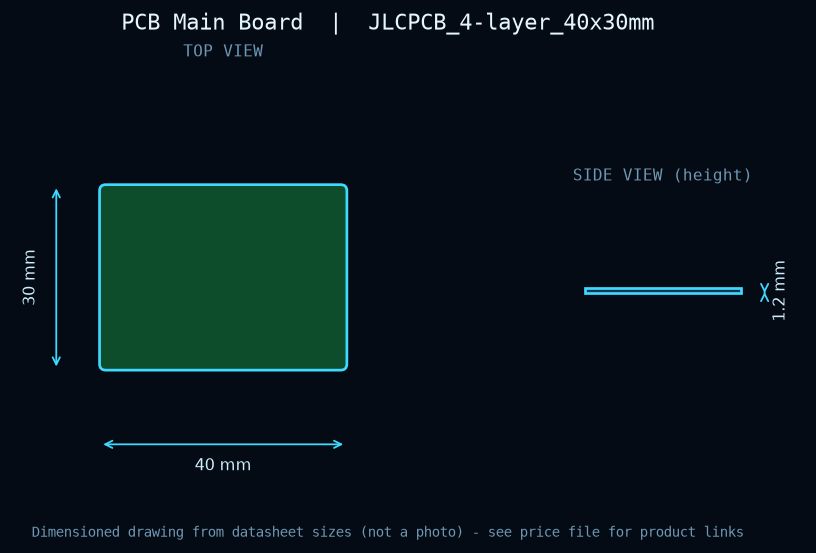 PCB Main Board | JLCPCB_4-layer_40x30mm
TOP VIEW
SIDE VIEW (height)
30 mm
1.2 mm
40 mm
Dimensioned drawing from datasheet sizes (not a photo) - see price file for product links